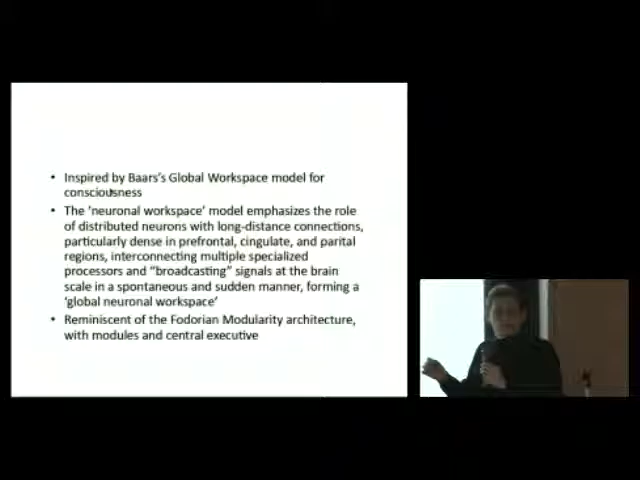 • Inspired by Baars's Global Workspace model for
consciousness
• The 'neuronal workspace' model emphasizes the role
of distributed neurons with long-distance connections,
particularly dense in prefrontal, cingulate, and parital
regions, interconnecting multiple specialized
processors and "broadcasting" signals at the brain
scale in a spontaneous and sudden manner, forming a
'global neuronal workspace'
• Reminiscent of the Fodorian Modularity architecture,
with modules and central executive